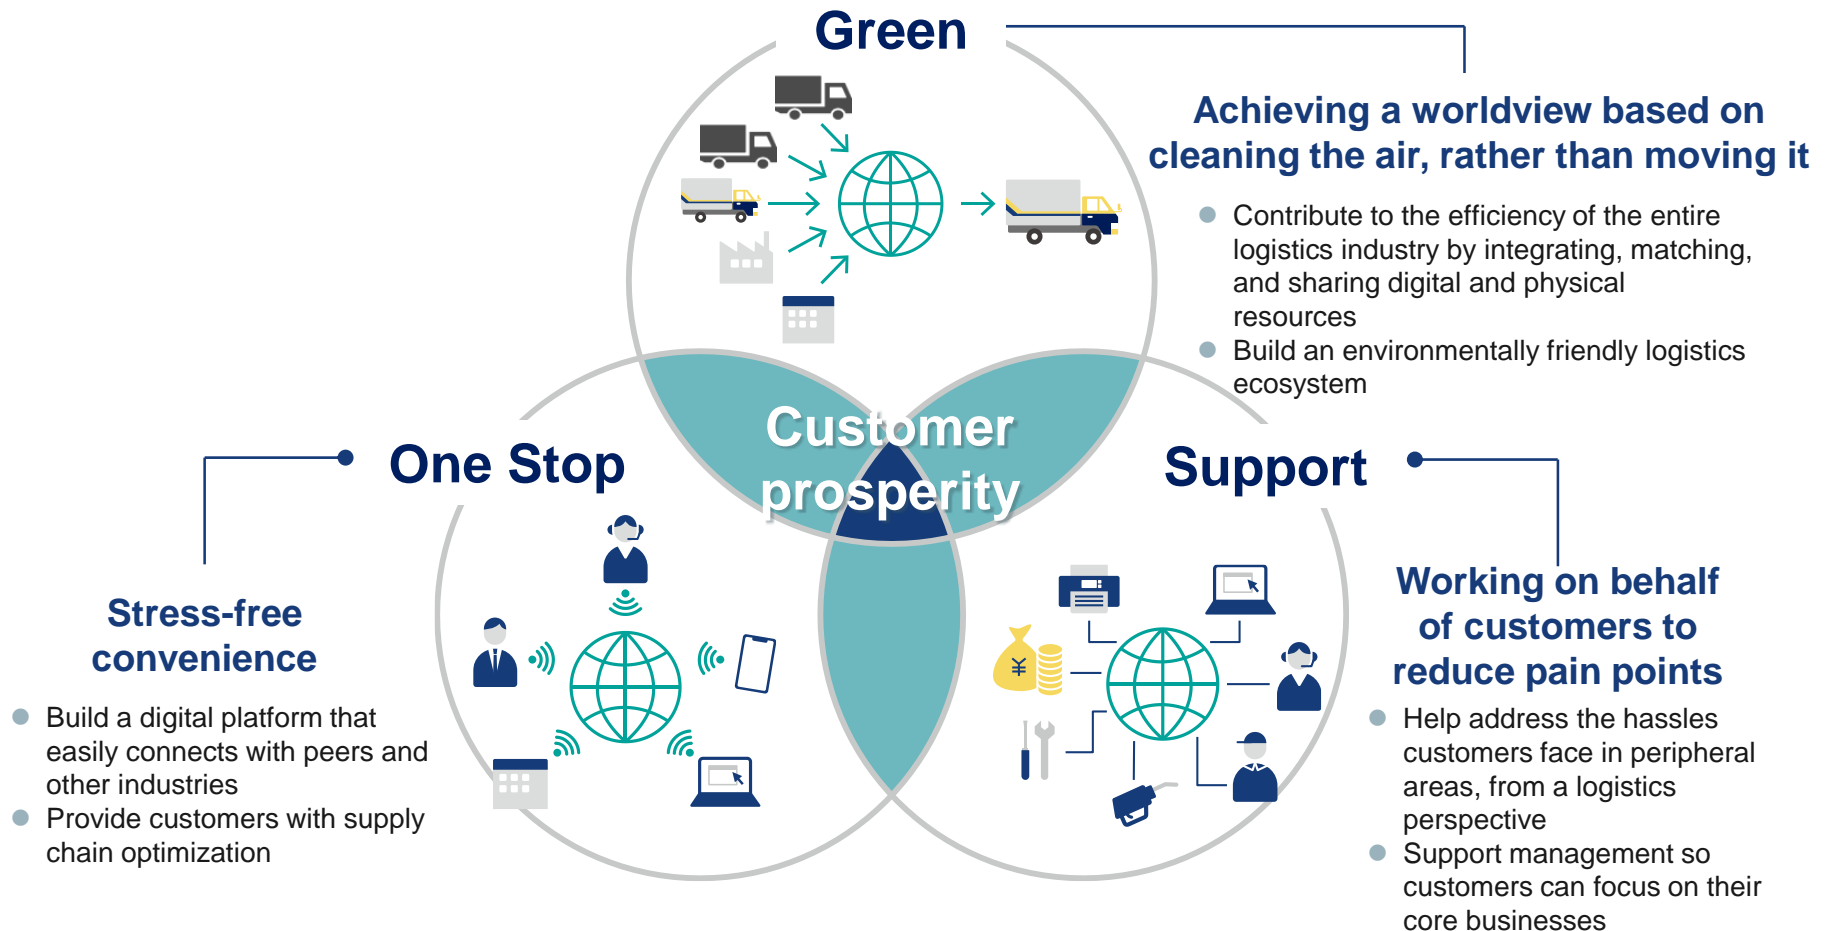 Green
Achieving a worldview based on
cleaning the air, rather than moving it
● Contribute to the efficiency of the entire
logistics industry by integrating, matching,
and sharing digital and physical
resources
● Build an environmentally friendly logistics
ecosystem
Customer
prosperity
One Stop
Stress-free
convenience
● Build a digital platform that
easily connects with peers and
other industries
● Provide customers with supply
chain optimization
Support
Working on behalf
of customers to
reduce pain points
● Help address the hassles
customers face in peripheral
areas, from a logistics
perspective
● Support management so
customers can focus on their
core businesses
¥